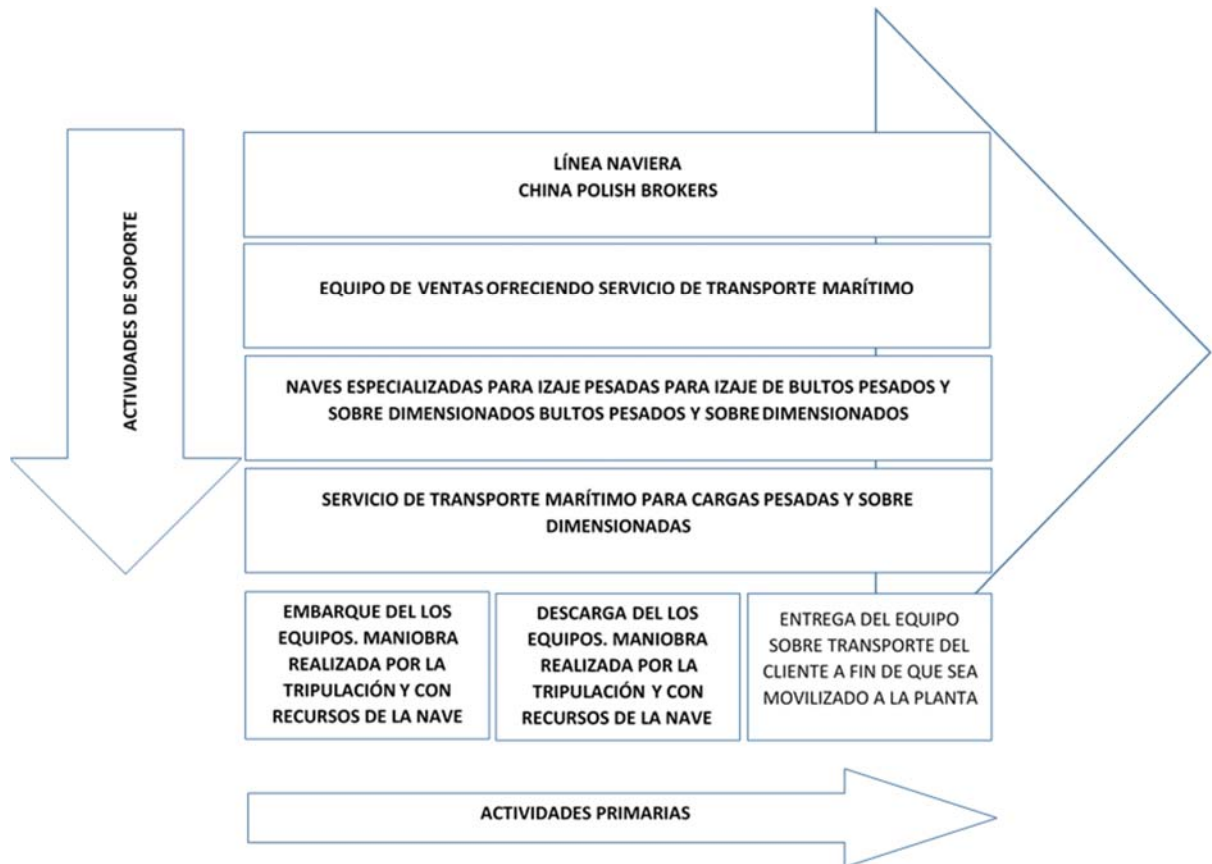 ACTIVIDADES DE SOPORTE
LÍNEA NAVIERA
CHINA POLISH BROKERS
EQUIPO DE VENTAS OFRECIENDO SERVICIO DE TRANSPORTE MARÍTIMO
NAVES ESPECIALIZADAS PARA IZAJE PESADAS PARA IZAJE DE BULTOS PESADOS Y
SOBRE DIMENSIONADOS BULTOS PESADOS Y SOBRE DIMENSIONADOS
SERVICIO DE TRANSPORTE MARÍTIMO PARA CARGAS PESADAS Y SOBRE
DIMENSIONADAS
EMBARQUE DEL LOS
EQUIPOS. MANIOBRA
REALIZADA POR LA
TRIPULACIÓN Y CON
RECURSOS DE LA NAVE
DESCARGA DEL LOS
EQUIPOS. MANIOBRA
REALIZADA POR LA
TRIPULACIÓN Y CON
RECURSOS DE LA NAVE
ENTREGA DEL EQUIPO
SOBRE TRANSPORTE DEL
CLIENTE A FIN DE QUE SEA
MOVILIZADO A LA PLANTA
ACTIVIDADES PRIMARIAS